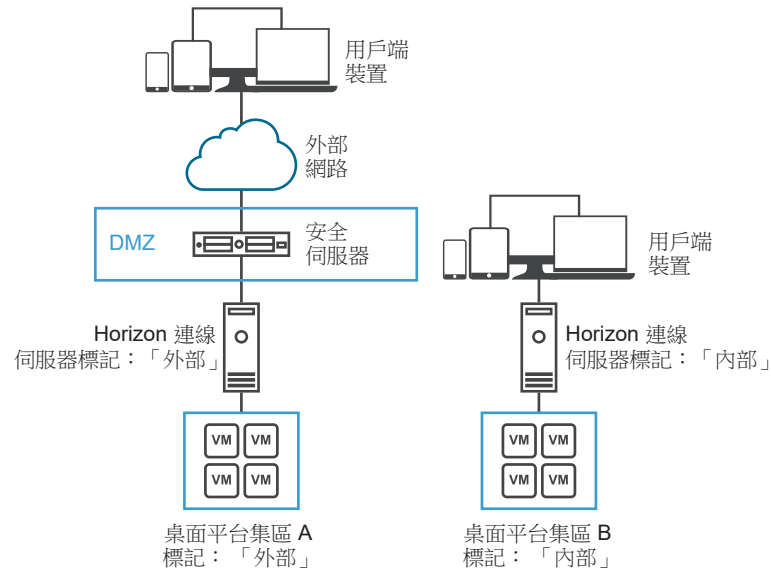 用戶端
裝置
外部
網路
DMZ
安全
伺服器
Horizon 連線
伺服器標記：「外部」
VM VM
VM VM
桌面平台集區 A
標記：「外部」
用戶端
裝置
Horizon 連線
伺服器標記：「內部」
VM VM
VM VM
桌面平台集區 B
標記：「內部」